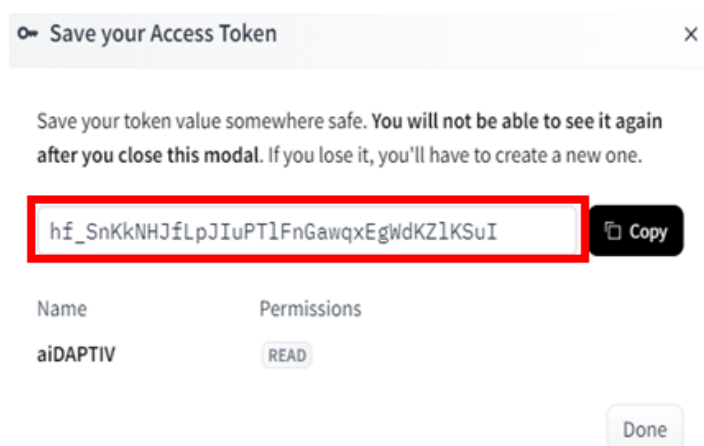 Save your Access Token
Save your token value somewhere safe. You will not be able to see it again
after you close this modal. If you lose it, you'll have to create a new one.
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
Copy
Name Permissions
aiDAPTIV READ
Done